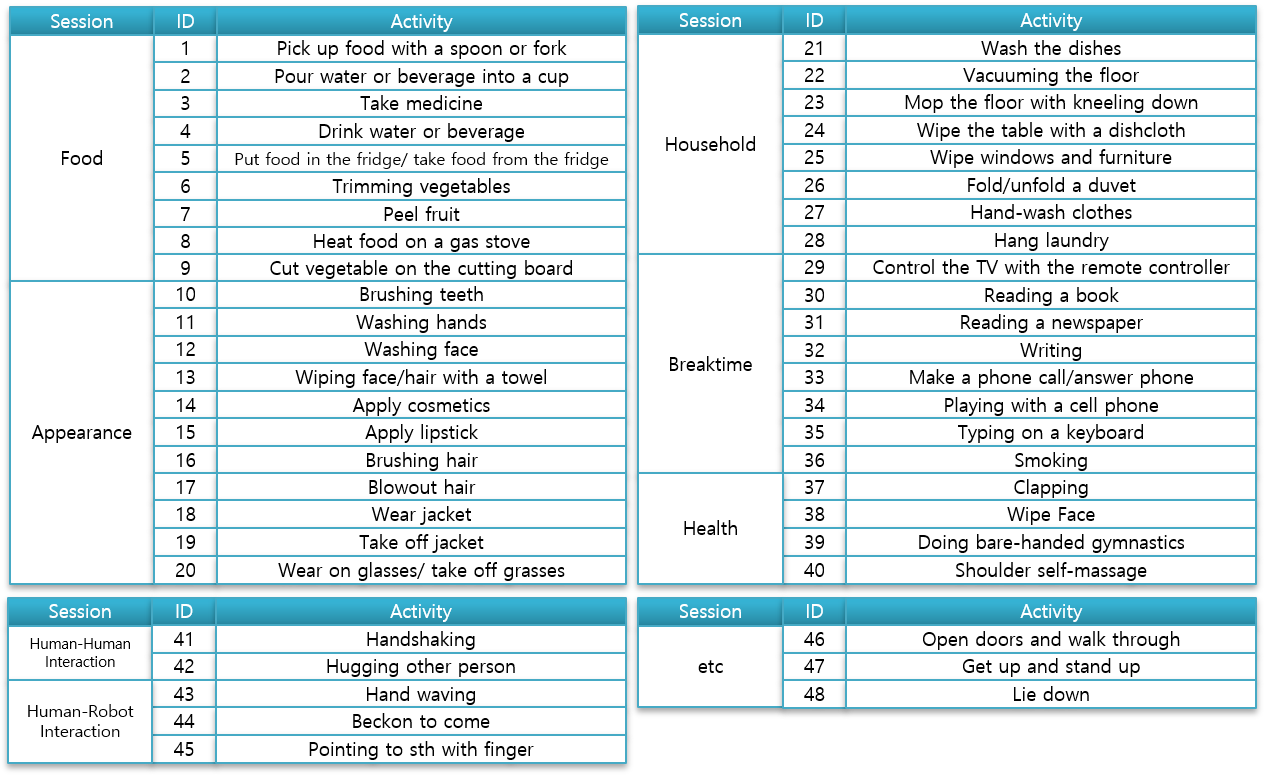 Session ID Activity
Food
1 Pick up food with a spoon or fork
2 Pour water or beverage into a cup
3 Take medicine
4 Drink water or beverage
5 Put food in the fridge/ take food from the fridge
6 Trimming vegetables
7 Peel fruit
8 Heat food on a gas stove
9 Cut vegetable on the cutting board
Appearance
10 Brushing teeth
11 Washing hands
12 Washing face
13 Wiping face/hair with a towel
14 Apply cosmetics
15 Apply lipstick
16 Brushing hair
17 Blowout hair
18 Wear jacket
19 Take off jacket
20 Wear on glasses/ take off grasses
Session ID Activity
Household
21 Wash the dishes
22 Vacuuming the floor
23 Mop the floor with kneeling down
24 Wipe the table with a dishcloth
25 Wipe windows and furniture
26 Fold/unfold a duvet
27 Hand-wash clothes
28 Hang laundry
Breaktime
29 Control the TV with the remote controller
30 Reading a book
31 Reading a newspaper
32 Writing
33 Make a phone call/answer phone
34 Playing with a cell phone
35 Typing on a keyboard
36 Smoking
Health
37 Clapping
38 Wipe Face
39 Doing bare-handed gymnastics
40 Shoulder self-massage
Session ID Activity
Human-Human
Interaction
41 Handshaking
42 Hugging other person
Human-Robot
Interaction
43 Hand waving
44 Beckon to come
45 Pointing to sth with finger
Session ID Activity
etc
46 Open doors and walk through
47 Get up and stand up
48 Lie down